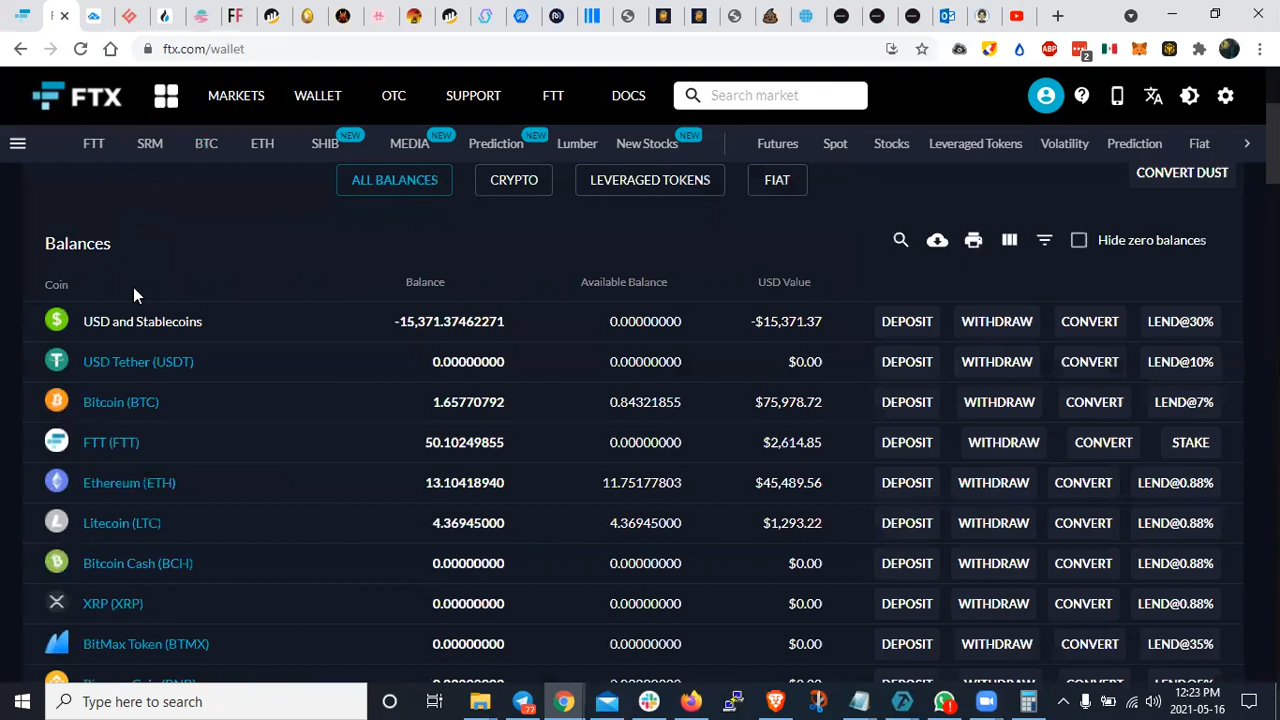 2
ftx.com/wallet
ABP
FTX
MARKETS WALLET OTC SUPPORT FTT DOCS Search market
FTT SRM BTC ETH SHIB NEW MEDIA NEW Prediction NEW Lumber New Stocks NEW Futures Spot Stocks Leveraged Tokens Volatility Prediction Fiat
ALL BALANCES CRYPTO LEVERAGED TOKENS FIAT CONVERT DUST
Balances Hide zero balances
Coin Balance Available Balance USD Value
USD and Stablecoins -15,371.37462271 0.00000000 -$15,371.37 DEPOSIT WITHDRAW CONVERT LEND@30%
USD Tether (USDT) 0.00000000 0.00000000 $0.00 DEPOSIT WITHDRAW CONVERT LEND@10%
Bitcoin (BTC) 1.65770792 0.84321855 $75,978.72 DEPOSIT WITHDRAW CONVERT LEND@7%
FTT (FTT) 50.10249855 0.00000000 $2,614.85 DEPOSIT WITHDRAW CONVERT STAKE
Ethereum (ETH) 13.10418940 11.75177803 $45,489.56 DEPOSIT WITHDRAW CONVERT LEND@0.88%
Litecoin (LTC) 4.36945000 4.36945000 $1,293.22 DEPOSIT WITHDRAW CONVERT LEND@0.88%
Bitcoin Cash (BCH) 0.00000000 0.00000000 $0.00 DEPOSIT WITHDRAW CONVERT LEND@0.88%
XRP (XRP) 0.00000000 0.00000000 $0.00 DEPOSIT WITHDRAW CONVERT LEND@0.88%
BitMax Token (BTMX) 0.00000000 0.00000000 $0.00 DEPOSIT WITHDRAW CONVERT LEND@35%
Type here to search 77 12:23 PM
2021-05-16